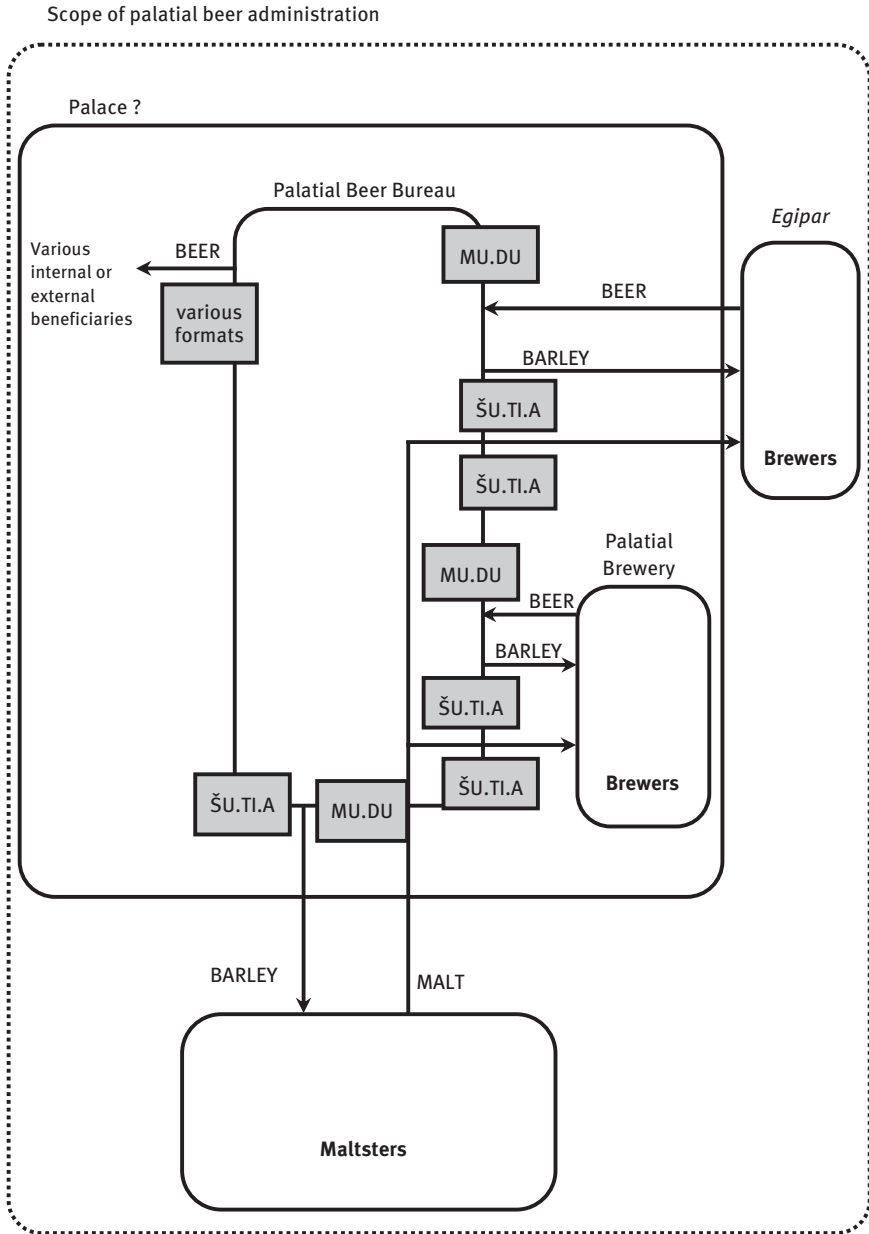 Scope of palatial beer administration
Palace ?
Palatial Beer Bureau
Egipar
MU.DU
Various
internal or
external
beneficiaries
BEER
various
formats
BEER
BARLEY
ŠU.TI.A
Brewers
ŠU.TI.A
Palatial
Brewery
MU.DU
BEER
BARLEY
ŠU.TI.A
Brewers
ŠU.TI.A
ŠU.TI.A
MU.DU
BARLEY
MALT
Maltsters